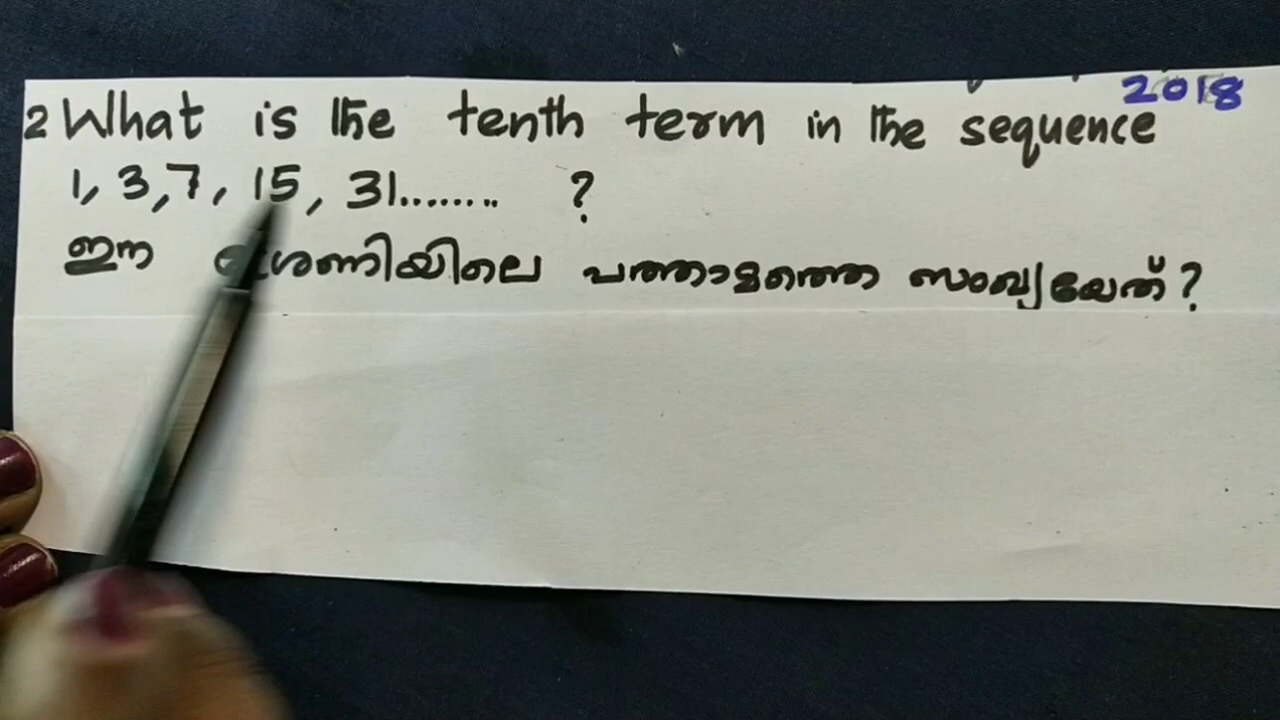 2018
2 What is the tenth term in the sequence
1, 3, 7, 15, 31........ ?
ഈ പത്താമത്തെ സംഖ്യയേത് ?